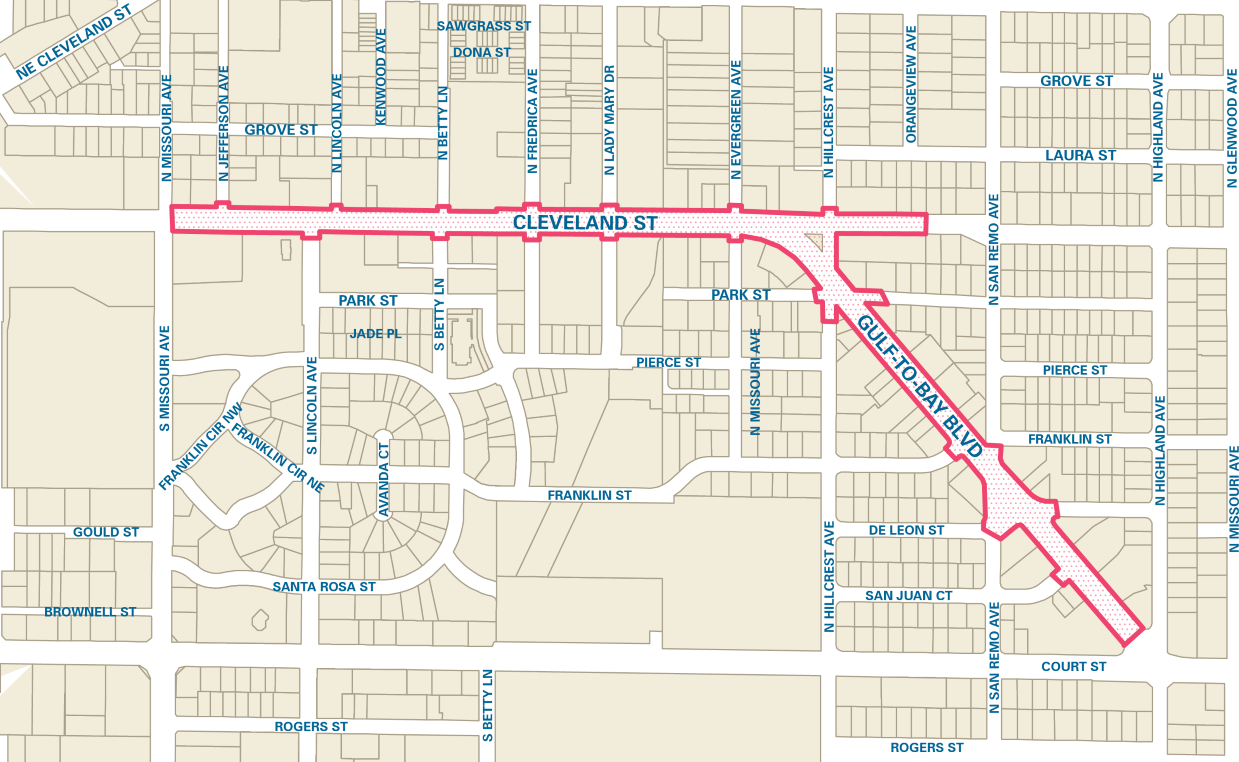 NE CLEVELAND ST
SAWGRASS ST
DONA ST
KENWOOD AVE
ORANGEVIEW AVE
N MISSOURI AVE
N JEFFERSON AVE
N LINCOLN AVE
N BETTY LN
N FREDRICA AVE
N LADY MARY DR
N EVERGREEN AVE
N HILLCREST AVE
N HIGHLAND AVE
N GLENWOOD AVE
GROVE ST
GROVE ST
LAURA ST
CLEVELAND ST
N SAN REMO AVE
PARK ST
PARK ST
S BETTY LN
JADE PL
S MISSOURI AVE
S LINCOLN AVE
PIERCE ST
N MISSOURI AVE
GULF-TO-BAY BLVD
PIERCE ST
FRANKLIN CIR NW
FRANKLIN CIR NE
AVANDA CT
FRANKLIN ST
FRANKLIN ST
N HIGHLAND AVE
N MISSOURI AVE
GOULD ST
DE LEON ST
N HILLCREST AVE
SANTA ROSA ST
SAN JUAN CT
BROWNELL ST
N SAN REMO AVE
COURT ST
S BETTY LN
ROGERS ST
ROGERS ST